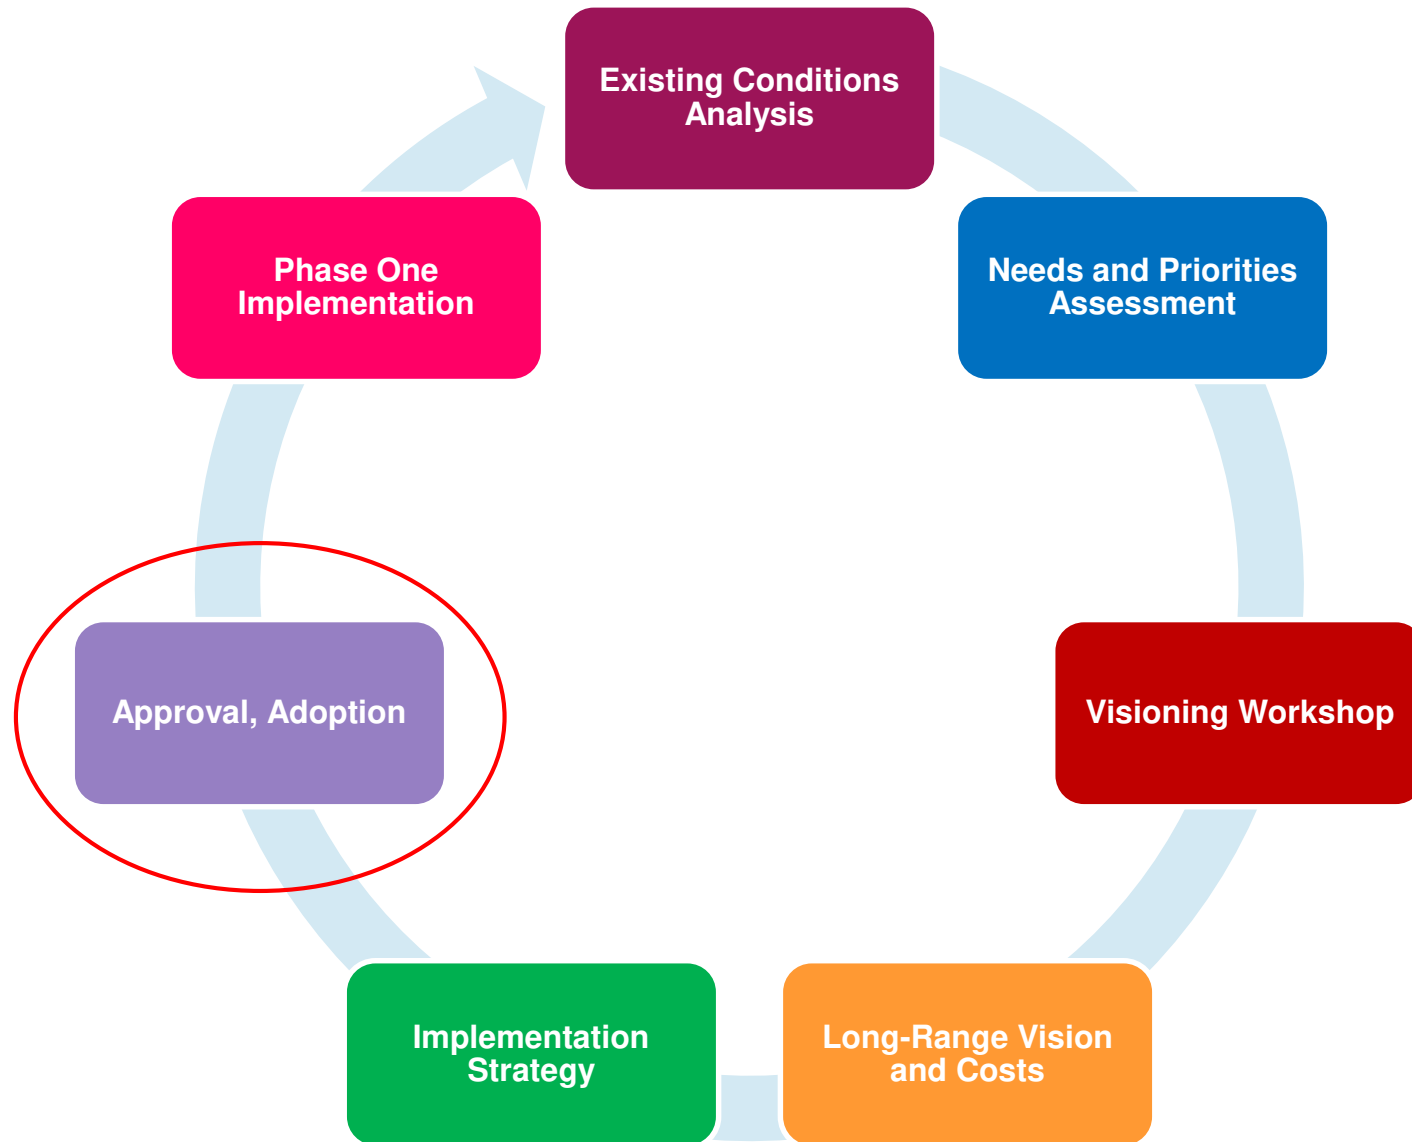 Existing Conditions
Analysis
Needs and Priorities
Assessment
Visioning Workshop
Long-Range Vision
and Costs
Implementation
Strategy
Approval, Adoption
Phase One
Implementation